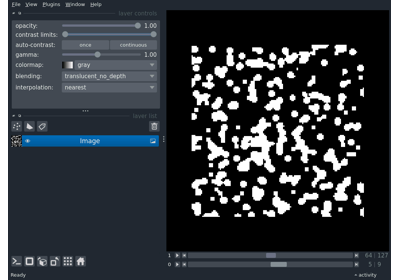 File View Plugins Window Help
layer controls
opacity: 1.00
contrast limits:
auto-contrast: once continuous
gamma: 1.00
colormap: gray
blending: translucent_no_depth
interpolation: nearest
layer list
Image
1 64 127
0 5 9
Ready activity